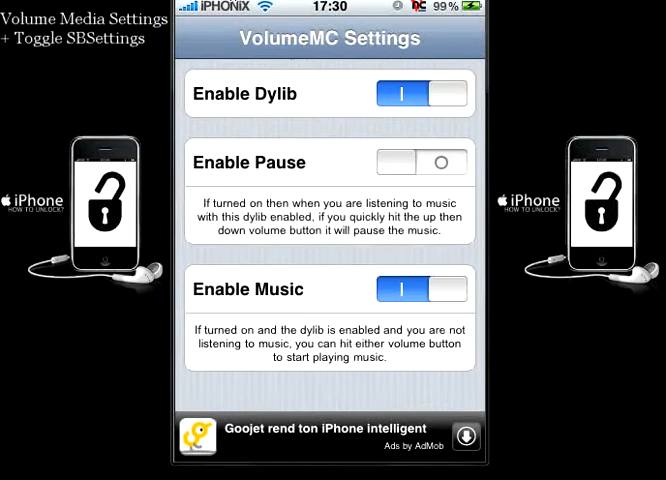 Volume Media Settings
+ Toggle SBSettings
iPHONiX 17:30 99%
VolumeMC Settings
Enable Dylib
Enable Pause
If turned on then when you are listening to music
with this dylib enabled, if you quickly hit the up then
down volume button it will pause the music.
iPhone
HOW TO UNLOCK?
iPhone
HOW TO UNLOCK?
Enable Music
If turned on and the dylib is enabled and you are not
listening to music, you can hit either volume button
to start playing music.
Goojet rend ton iPhone intelligent
Ads by AdMob